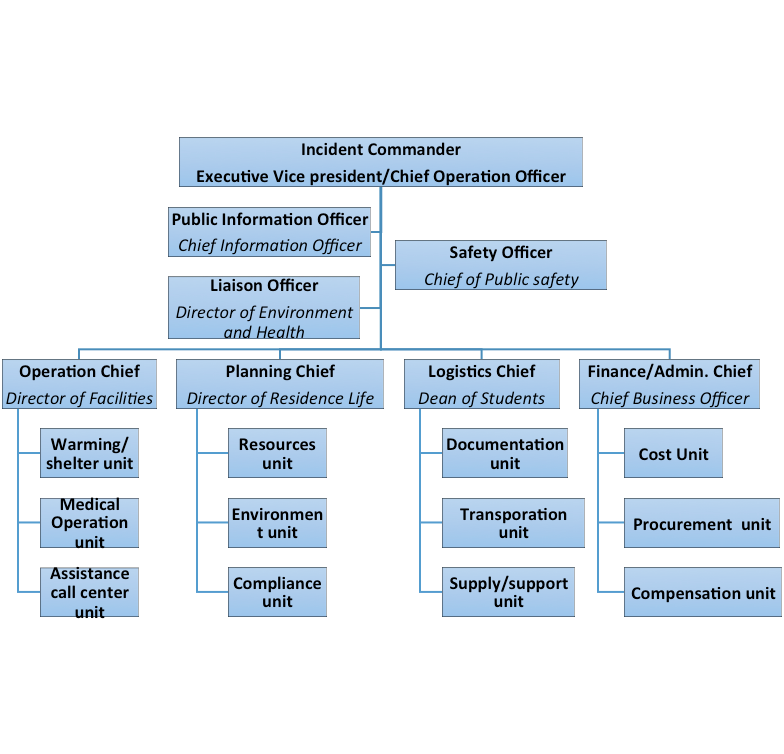 Incident Commander
Executive Vice president/Chief Operation Officer
Public Information Officer
Chief Information Officer
Safety Officer
Chief of Public safety
Liaison Officer
Director of Environment
and Health
Operation Chief
Director of Facilities
Planning Chief
Director of Residence Life
Logistics Chief
Dean of Students
Finance/Admin. Chief
Chief Business Officer
Warming/
shelter unit
Resources
unit
Documentation
unit
Cost Unit
Medical
Operation
unit
Environmen
t unit
Transporation
unit
Procurement  unit
Assistance
call center
unit
Compliance
unit
Supply/support
unit
Compensation unit